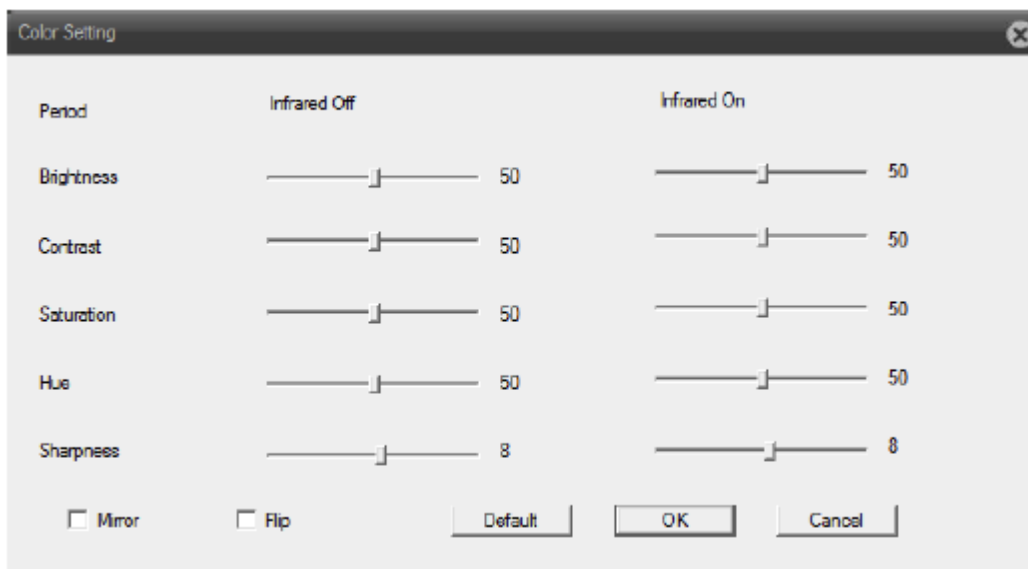 Color Setting
Period Infrared Off Infrared On
Brightness 50 50
Contrast 50 50
Saturation 50 50
Hue 50 50
Sharpness 8 8
Mirror Flip Default OK Cancel